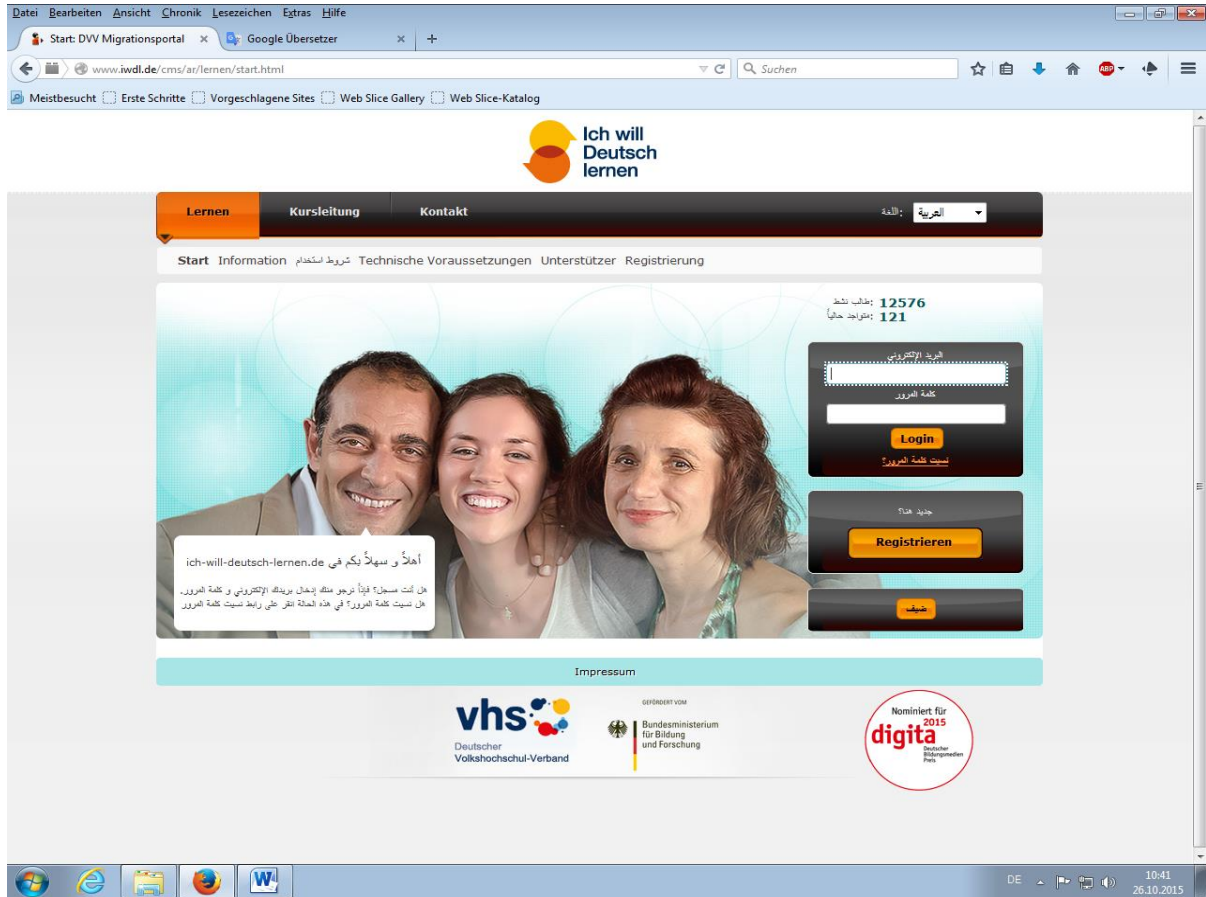 Datei Bearbeiten Ansicht Chronik Lesezeichen Extras Hilfe
Start: DVV Migrationsportal
Google Übersetzer
www.iwdl.de/cms/ar/lernen/start.html
Suchen
ABP
Meistbesucht Erste Schritte Vorgeschlagene Sites Web Slice Gallery Web Slice-Katalog
Ich will
Deutsch
lernen
Lernen Kursleitung Kontakt
اللغة: العربية
Start Information شروط استخدام Technische Voraussetzungen Unterstützer Registrierung
طالب نشط: 12576
متواجد حالياً: 121
البريد الإلكتروني
كلمة المرور
Login
نسيت كلمة المرور؟
جديد هنا؟
Registrieren
ضيف
أهلاً و سهلاً بكم في ich-will-deutsch-lernen.de
هل أنت مسجل؟ فإذاً نرجو منك إدخال بريدك الإلكتروني و كلمة المرور.
هل نسيت كلمة المرور؟ في هذه الحالة انقر على رابط نسيت كلمة المرور
Impressum
vhs
Deutscher
Volkshochschul-Verband
GEFÖRDERT VOM
Bundesministerium
für Bildung
und Forschung
Nominiert für
2015
digita
Deutscher
Bildungsmedien
Preis
DE
10:41
26.10.2015